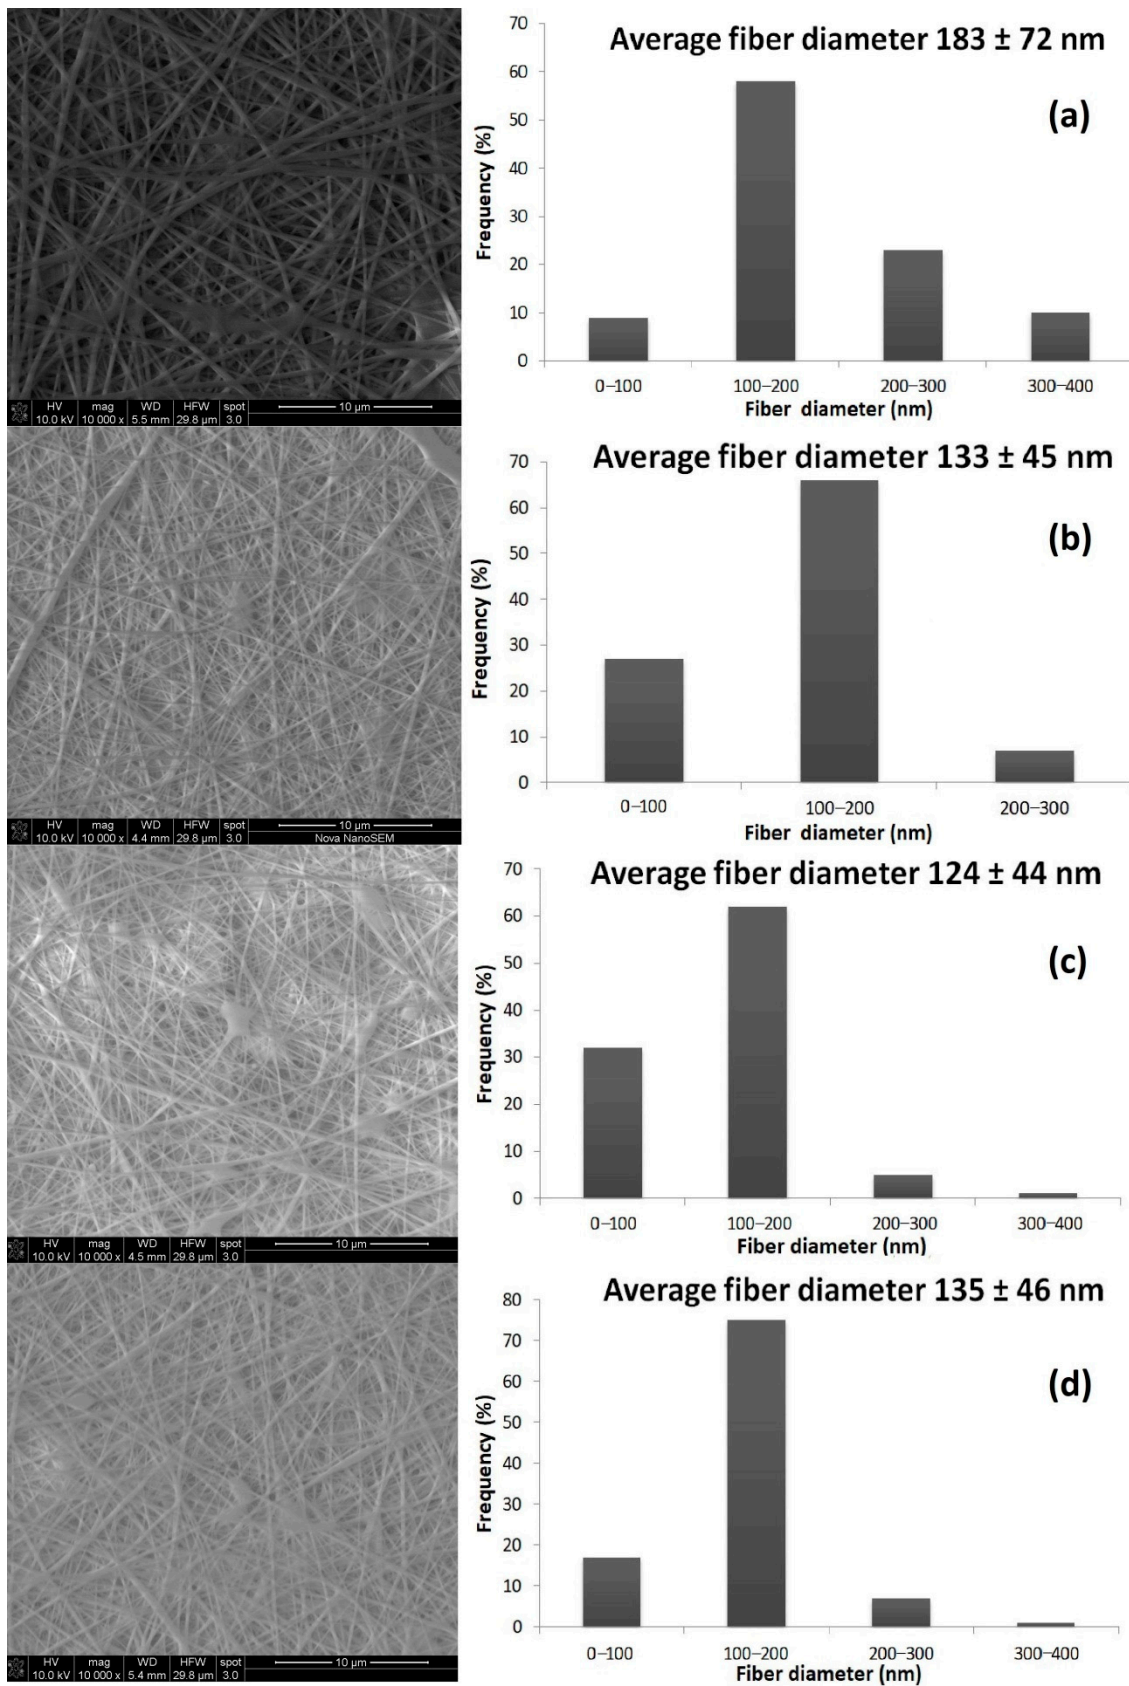 Average fiber diameter 183 ± 72 nm
(a)
Frequency (%)
70
60
50
40
30
20
10
0
0–100 100–200 200–300 300–400
Fiber diameter (nm)
HV mag WD HFW spot 10 µm
10.0 kV 10 000 x 5.5 mm 29.8 µm 3.0
Average fiber diameter 133 ± 45 nm
(b)
Frequency (%)
70
60
50
40
30
20
10
0
0–100 100–200 200–300
Fiber diameter (nm)
HV mag WD HFW spot 10 µm
10.0 kV 10 000 x 4.4 mm 29.8 µm 3.0 Nova NanoSEM
Average fiber diameter 124 ± 44 nm
(c)
Frequency (%)
70
60
50
40
30
20
10
0
0–100 100–200 200–300 300–400
Fiber diameter (nm)
HV mag WD HFW spot 10 µm
10.0 kV 10 000 x 4.5 mm 29.8 µm 3.0
Average fiber diameter 135 ± 46 nm
(d)
Frequency (%)
80
70
60
50
40
30
20
10
0
0–100 100–200 200–300 300–400
Fiber diameter (nm)
HV mag WD HFW spot 10 µm
10.0 kV 10 000 x 5.4 mm 29.8 µm 3.0